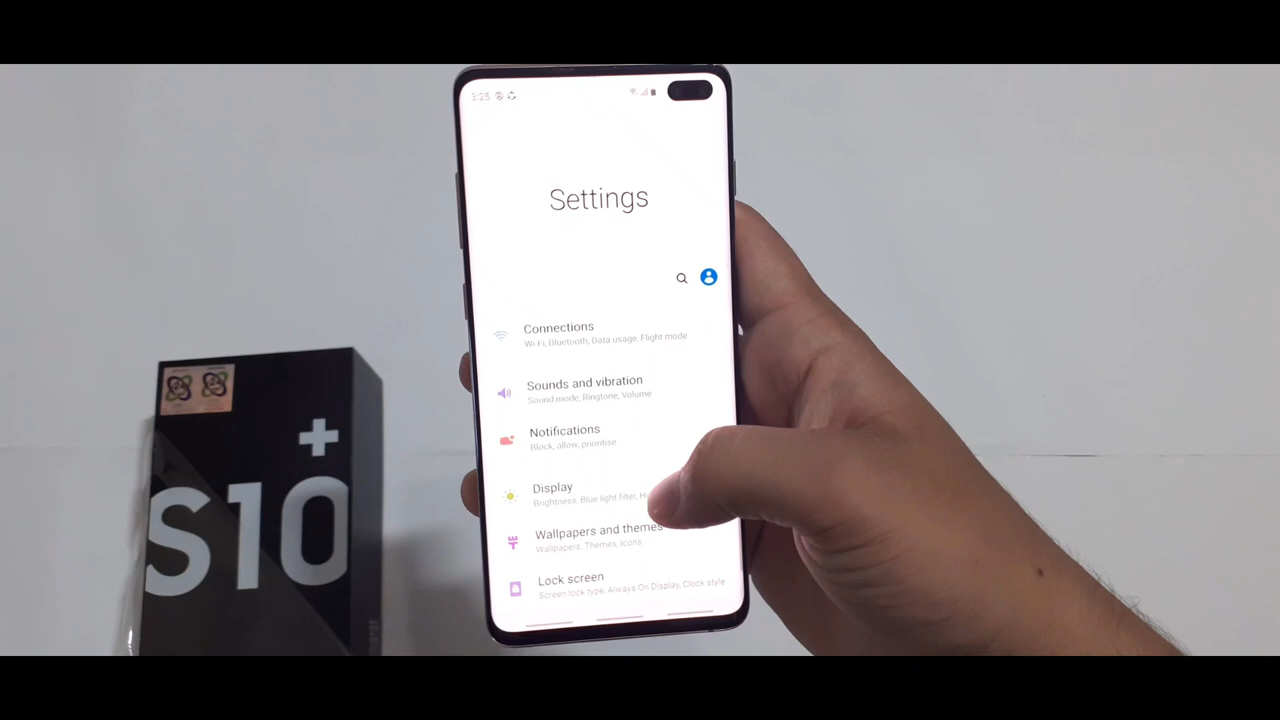 3:25
Settings
Connections
Wi-Fi, Bluetooth, Data usage, Flight mode
Sounds and vibration
Sound mode, Ringtone, Volume
Notifications
Block, allow, prioritise
Display
Brightness, Blue light filter,
Wallpapers and themes
Wallpapers, Themes, Icons
Lock screen
Screen lock type, Always On Display, Clock style
+
S10